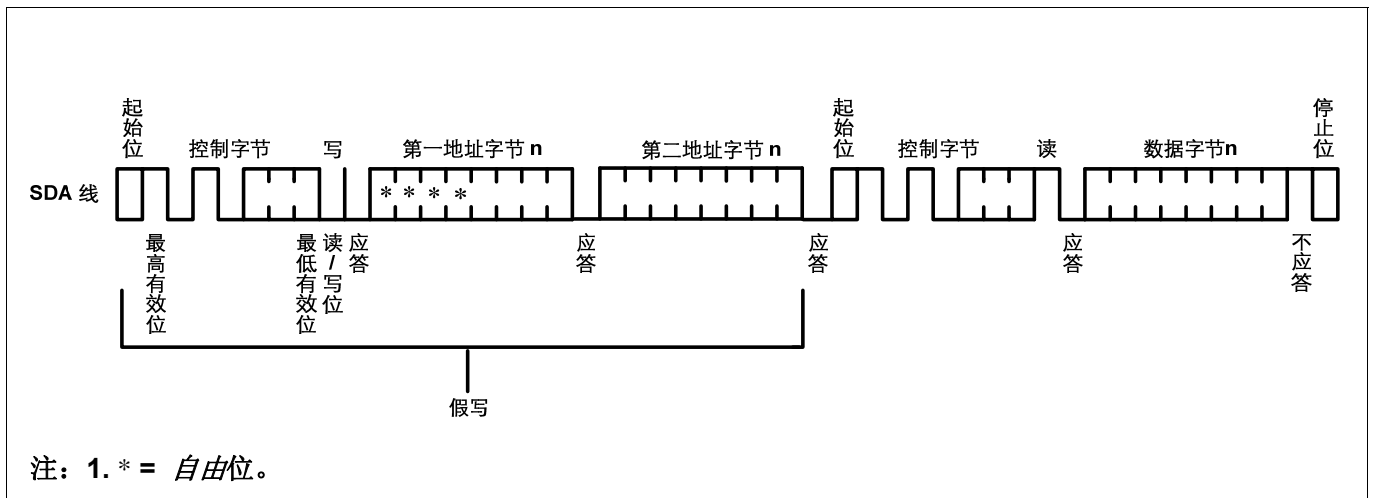 起始位
控制字节
写
第一地址字节 n
第二地址字节 n
起始位
控制字节
读
数据字节n
停止位
SDA 线
* * * *
最高有效位
最低有效位
读/写位
应答
应答
应答
应答
不应答
假写
注：1. * = 自由位。